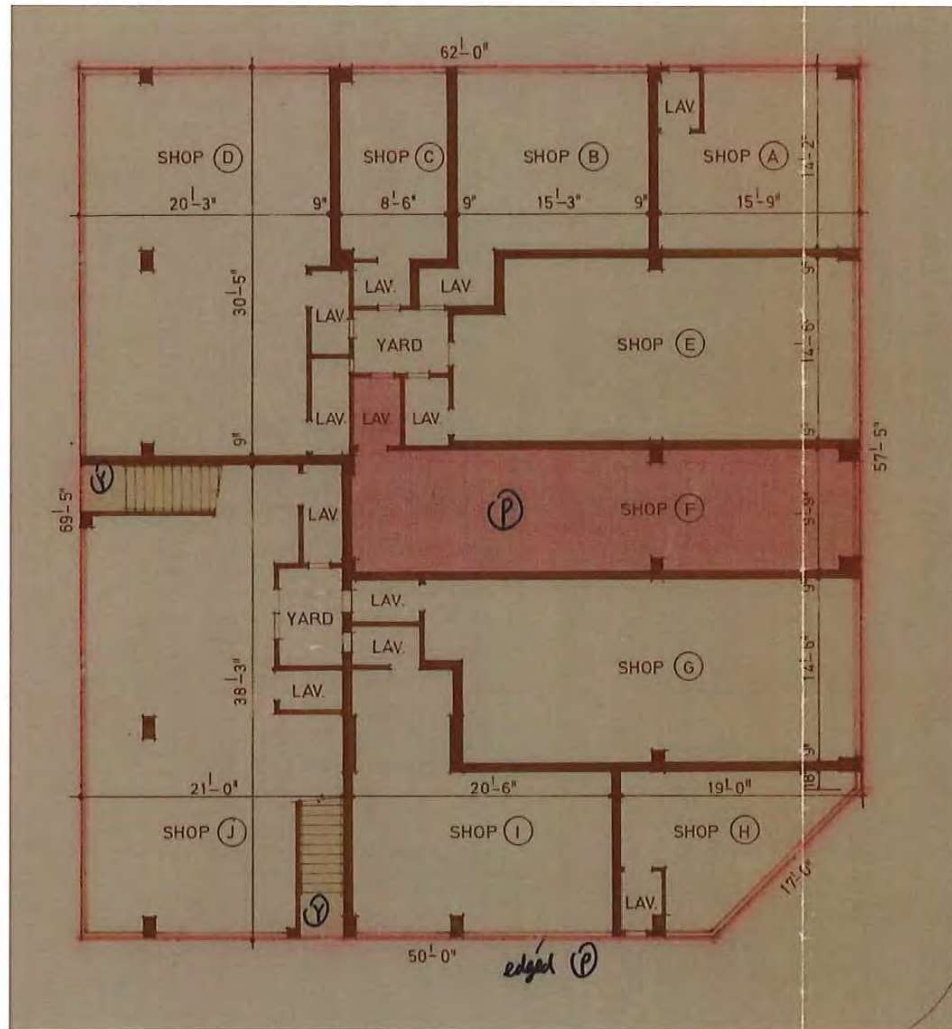 62'-0"
SHOP D
SHOP C
SHOP B
LAV.
SHOP A
14'-2"
20'-3"
9"
8'-6"
9"
15'-3"
9"
15'-9"
9"
LAV.
LAV.
30'-5"
LAV.
YARD
SHOP E
14'-6"
LAV.
LAV.
LAV.
9"
9"
57'-5"
Y
P
SHOP F
9'-9"
69'-5"
LAV.
9"
LAV.
YARD
LAV.
SHOP G
14'-6"
38'-3"
LAV.
9"
21'-0"
20'-6"
19'-0"
18"
SHOP J
SHOP I
SHOP H
17'-0"
Y
LAV.
50'-0"
edged P